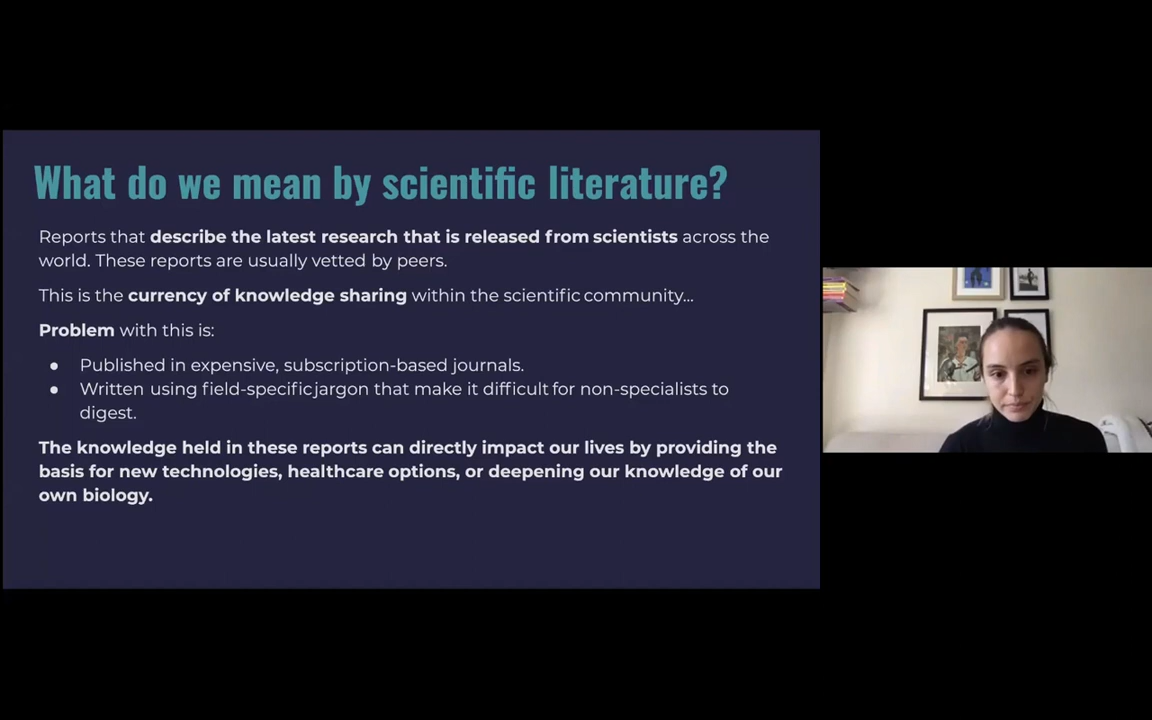 What do we mean by scientific literature?
Reports that describe the latest research that is released from scientists across the
world. These reports are usually vetted by peers.
This is the currency of knowledge sharing within the scientific community...
Problem with this is:
● Published in expensive, subscription-based journals.
● Written using field-specific jargon that make it difficult for non-specialists to
digest.
The knowledge held in these reports can directly impact our lives by providing the
basis for new technologies, healthcare options, or deepening our knowledge of our
own biology.